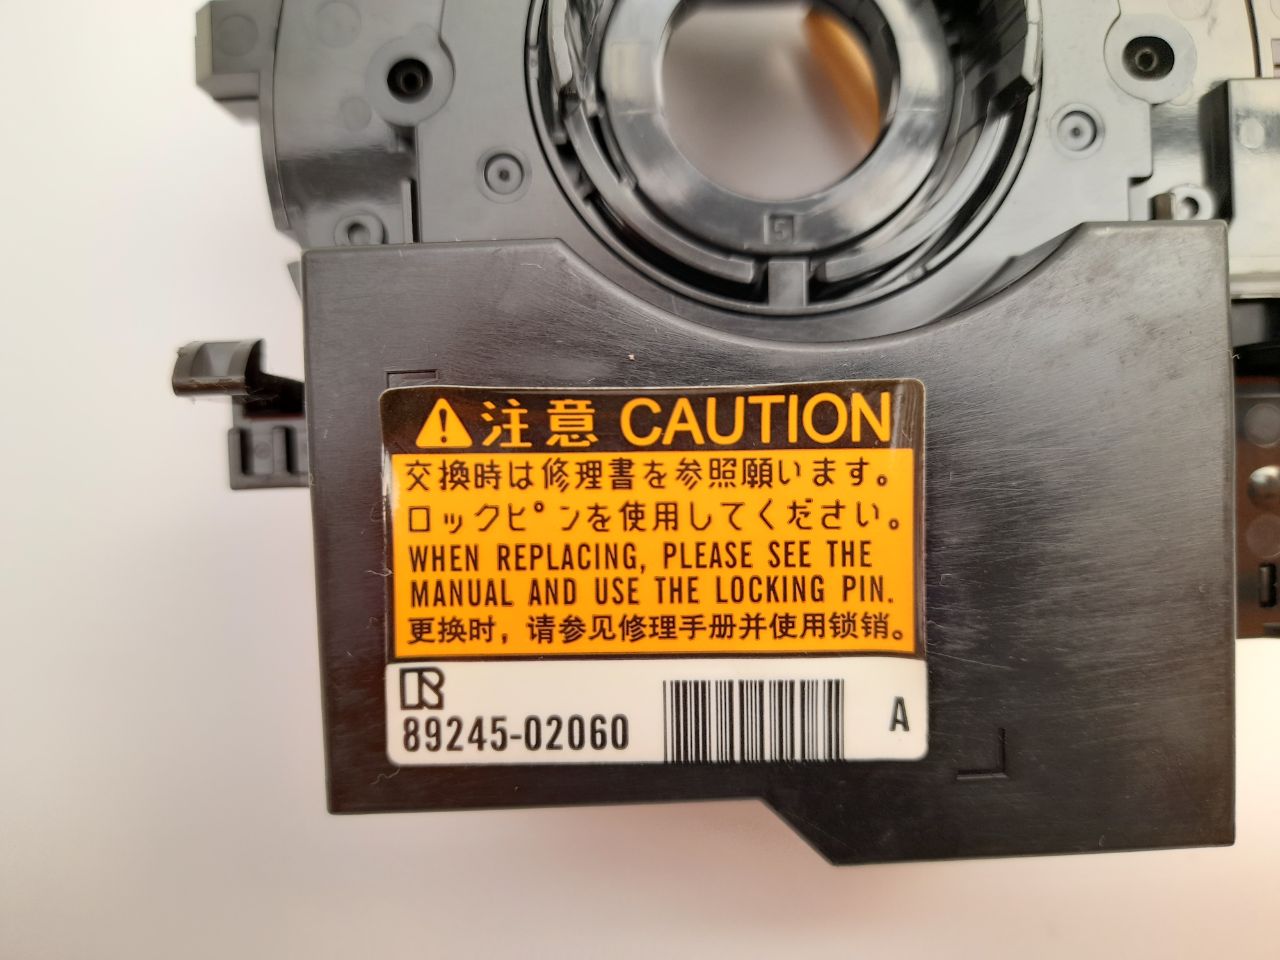 5
注意 CAUTION
交換時は修理書を参照願います。
ロックピンを使用してください。
WHEN REPLACING, PLEASE SEE THE
MANUAL AND USE THE LOCKING PIN.
更换时，请参见修理手册并使用锁销。
R
89245-02060
A